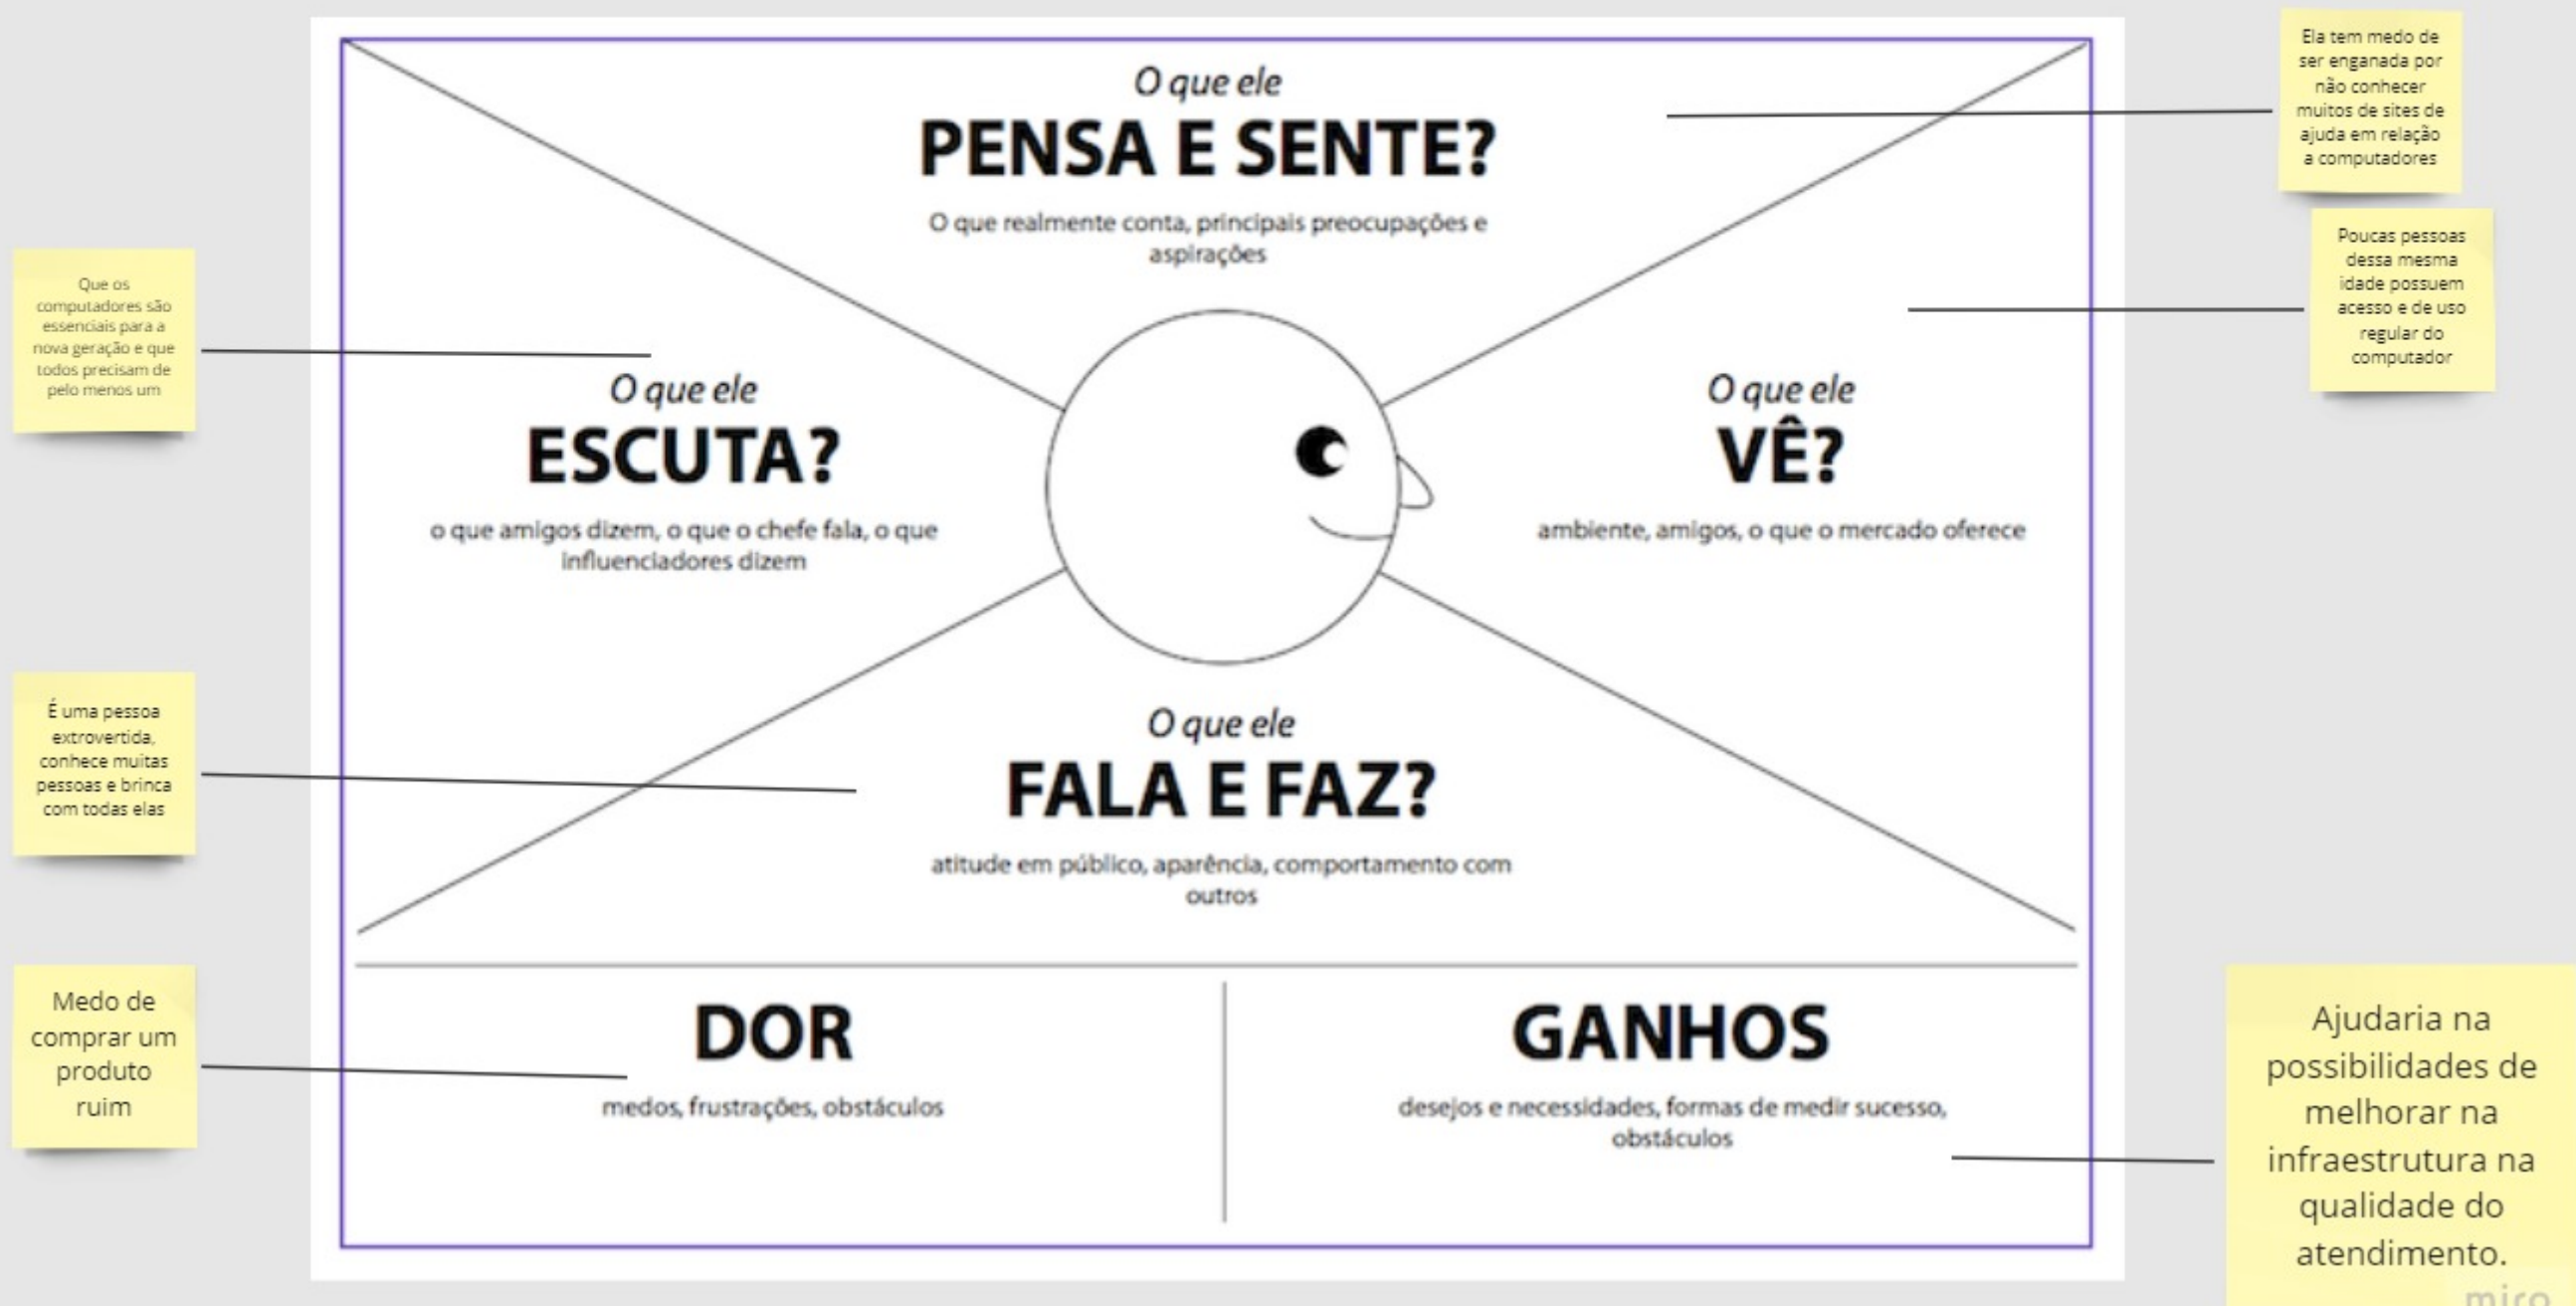 O que ele
PENSA E SENTE?
O que realmente conta, principais preocupações e
aspirações
Ela tem medo de
ser enganada por
não conhecer
muitos de sites de
ajuda em relação
a computadores
Que os
computadores são
essenciais para a
nova geração e que
todos precisam de
pelo menos um
O que ele
ESCUTA?
o que amigos dizem, o que o chefe fala, o que
influenciadores dizem
O que ele
VÊ?
ambiente, amigos, o que o mercado oferece
Poucas pessoas
dessa mesma
idade possuem
acesso e de uso
regular do
computador
É uma pessoa
extrovertida,
conhece muitas
pessoas e brinca
com todas elas
O que ele
FALA E FAZ?
atitude em público, aparência, comportamento com
outros
Medo de
comprar um
produto
ruim
DOR
medos, frustrações, obstáculos
GANHOS
desejos e necessidades, formas de medir sucesso,
obstáculos
Ajudaria na
possibilidades de
melhorar na
infraestrutura na
qualidade do
atendimento.
miro